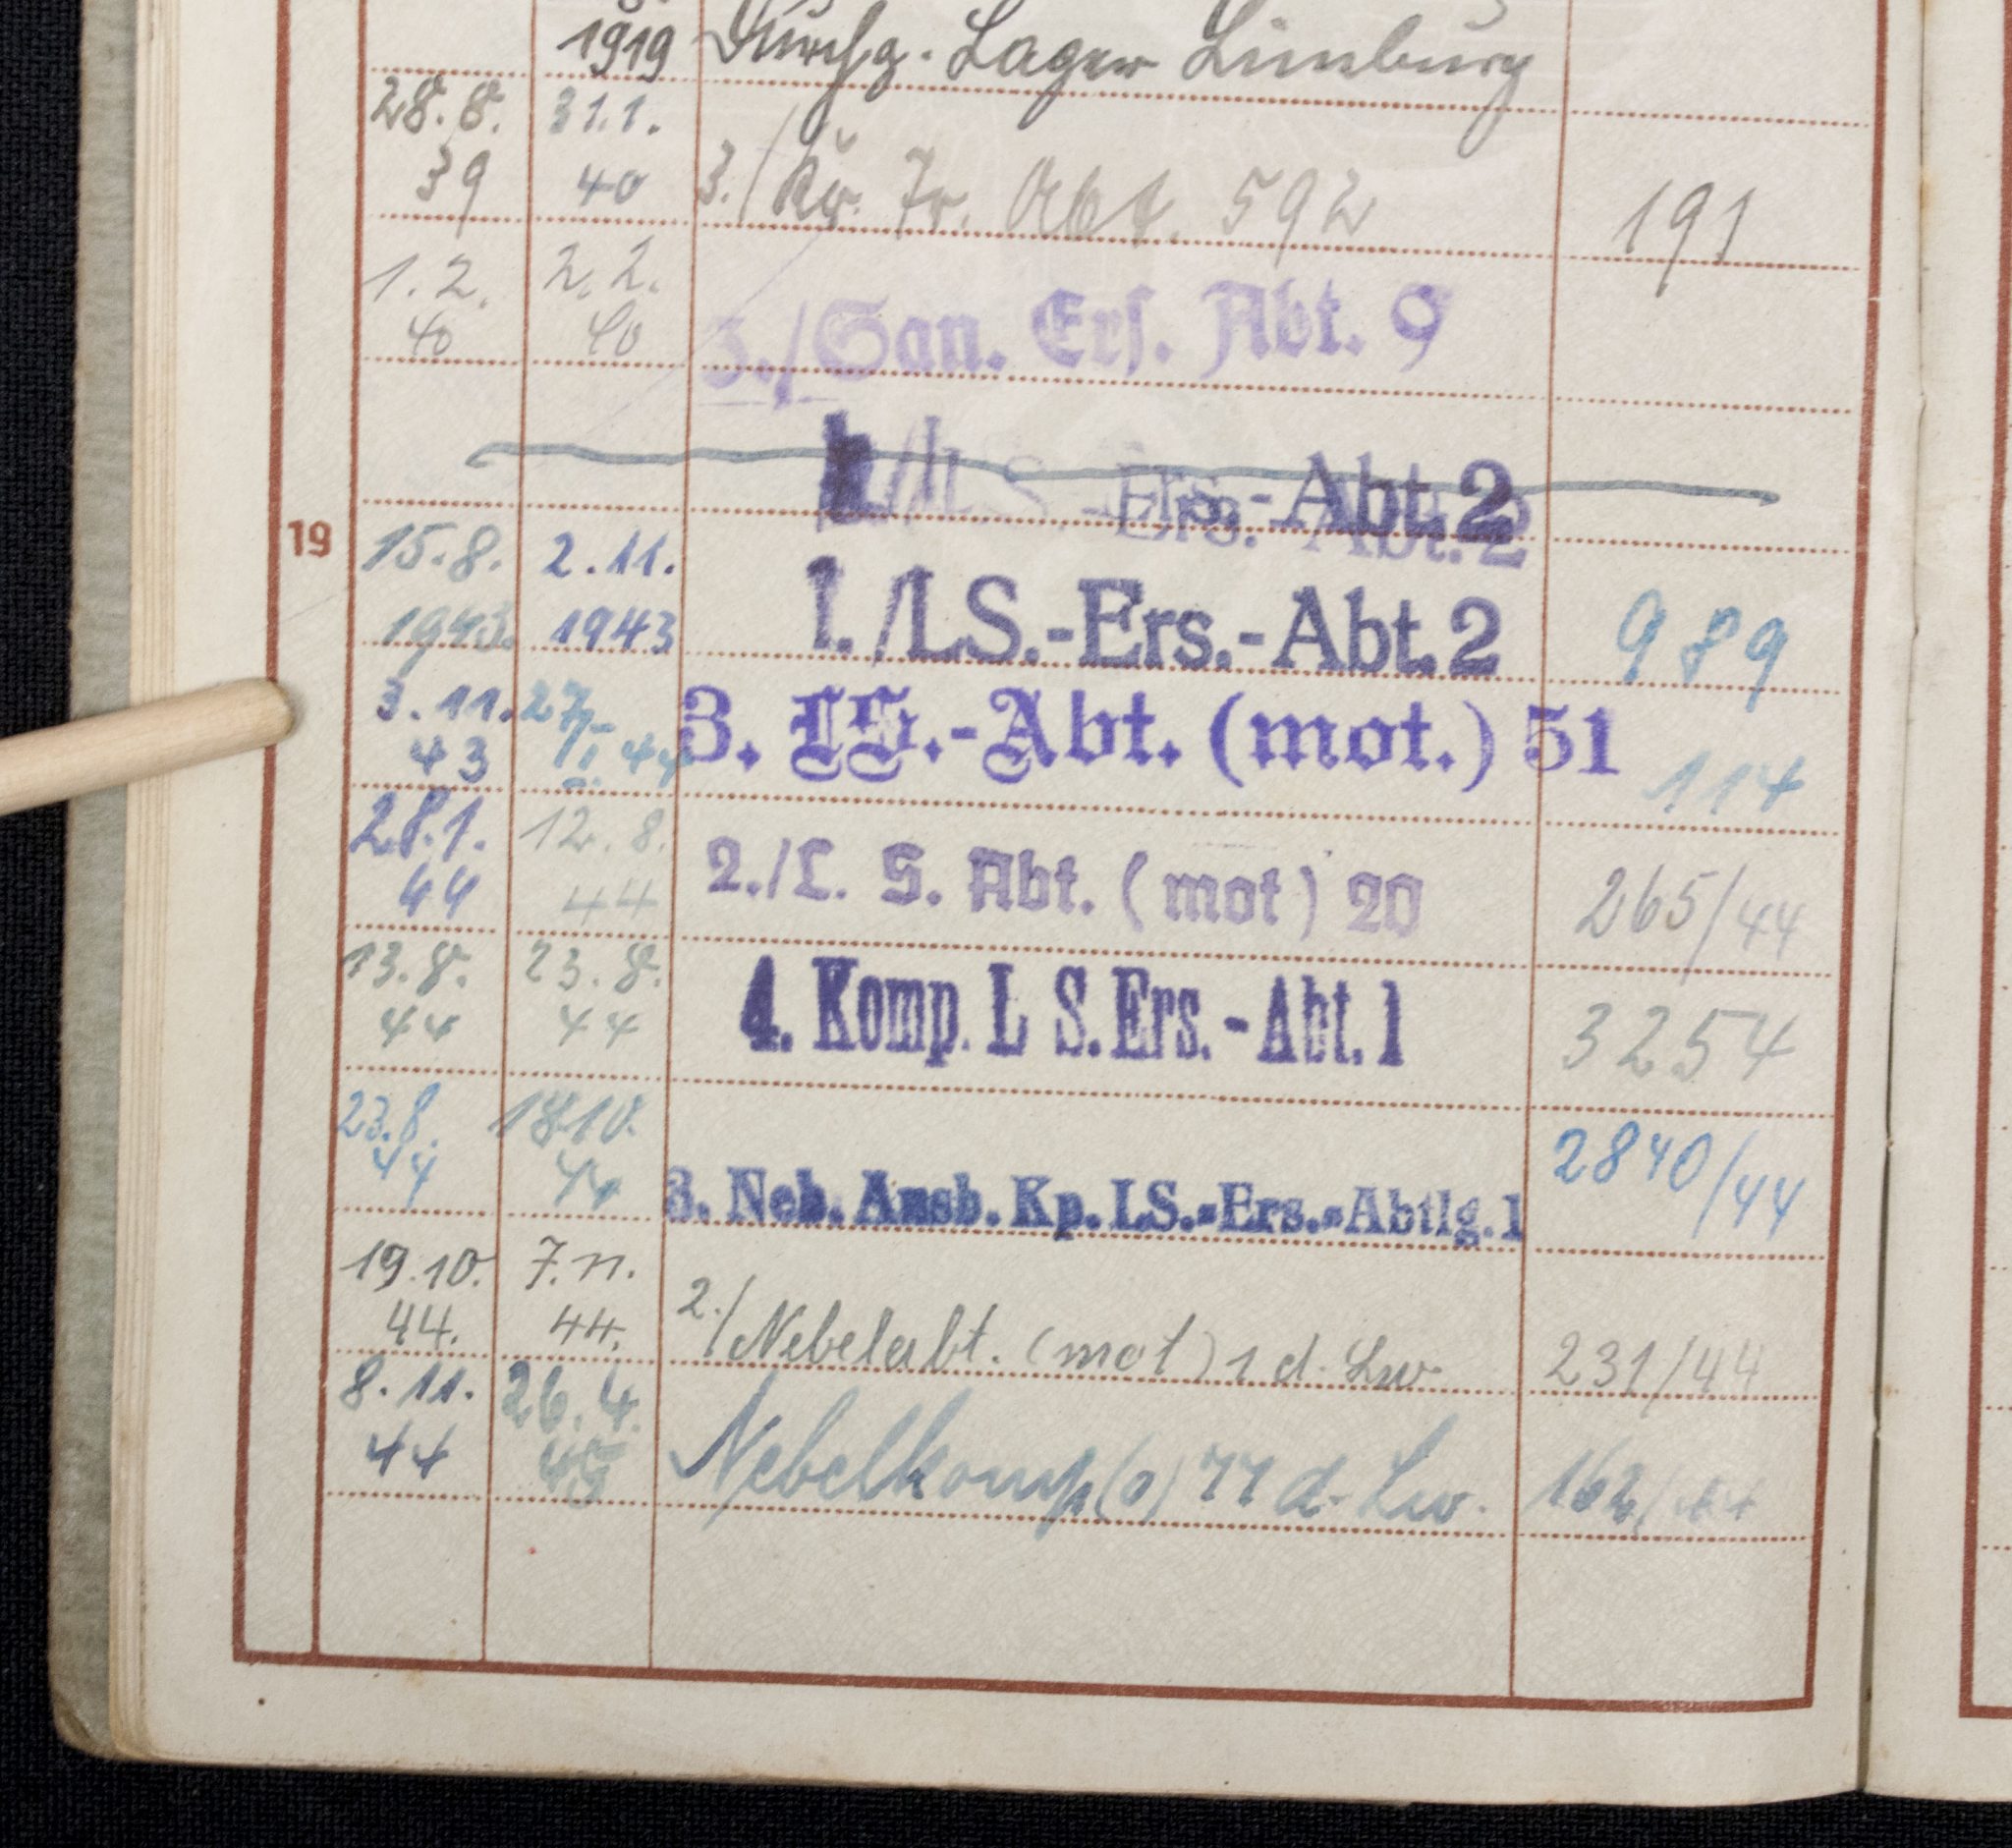 1919 Durchg. Lager Limburg
28.8. 31.1.
39 40 3./Kw. Tr. Abt. 592 191
1.2. 2.2.
40 40 3./San. Ers. Abt. 9
1./LS.-Ers.-Abt. 2
19 15.8. 2.11.
1943. 1943 1./LS.-Ers.-Abt. 2 989
3.11. 27.
43 I. 44 3. LS.-Abt. (mot.) 51 114
28.1. 12.8.
44 44 2./L. S. Abt. (mot) 20 265/44
13.8. 23.8.
44 44 4. Komp. L S. Ers.-Abt. 1 3254
23.8. 18.10. 2840/44
44 44 3. Neb. Ausb. Kp. LS.-Ers.-Abtlg. 1
19.10. 7.11.
44. 44. 2./Nebelabt. (mot) 1 d. Lw. 231/44
8.11. 26.4.
44 45 Nebelkomp (o) 77 d. Lw. 162/44